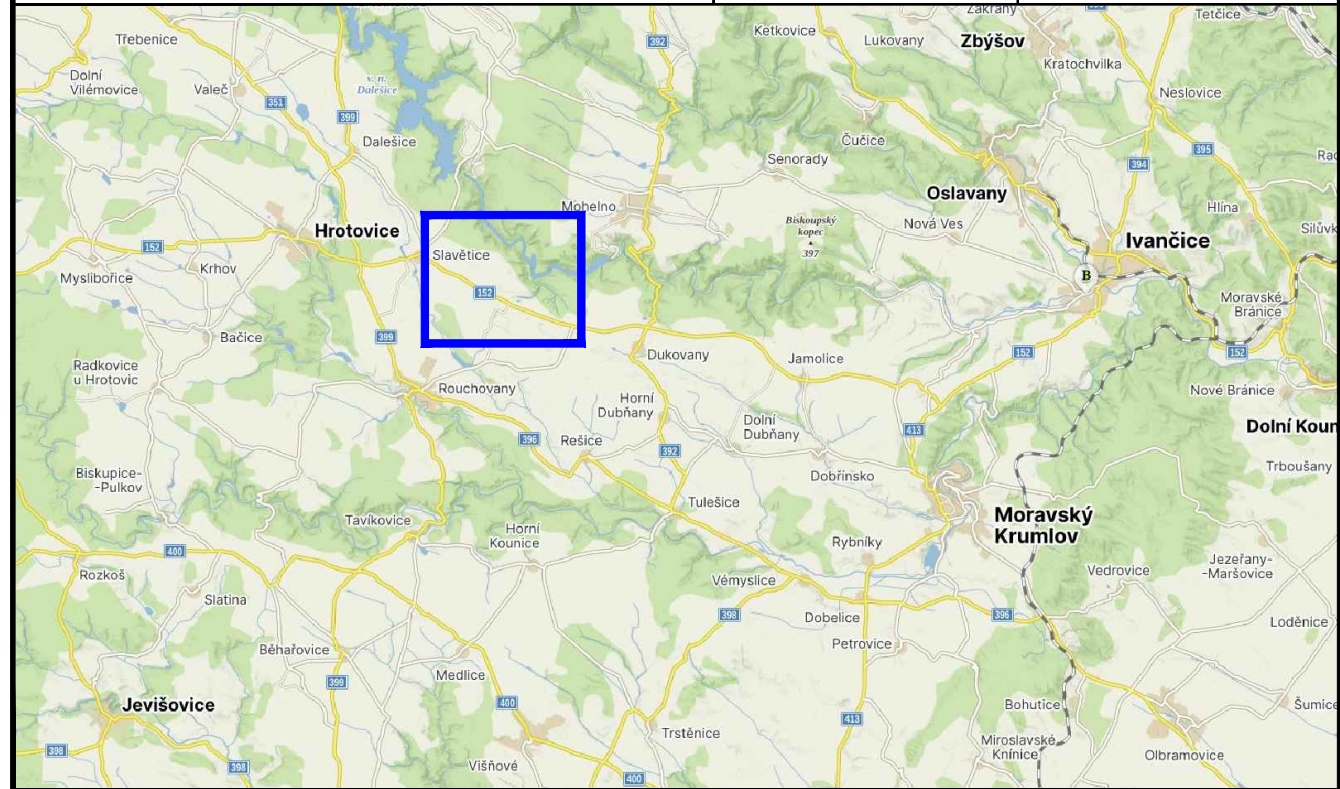 Zakřany
Třebenice
392
Ketkovice
Lukovany
Zbýšov
Tetčice
Kratochvilka
Dolní
Vilémovice
Valeč
351
399
v. n.
Dalešice
Dalešice
Neslovice
Čučice
Senorady
394
395
Oslavany
Mohelno
Hrotovice
Biskoupský
kopec
397
Nová Ves
Hlína
Ivančice
152
Slavětice
Myslibořice
Krhov
B
152
Moravské
Bránice
Bačice
399
Dukovany
Jamolice
152
152
Radkovice
u Hrotovic
Rouchovany
Nové Bránice
Horní
Dubňany
Dolní
Dubňany
413
Dolní Koun
396
Rešice
392
Trboušany
Biskupice-
-Pulkov
Dobřínsko
Tulešice
Tavíkovice
Horní
Kounice
Moravský
Krumlov
400
Rybníky
Jezeřany-
-Maršovice
Rozkoš
Vémyslice
Vedrovice
Slatina
398
Dobelice
396
Loděnice
Běhařovice
Petrovice
Medlice
399
400
Jevišovice
Bohutice
Šumice
413
Trstěnice
Miroslavské
Knínice
398
398
Višňové
400
Olbramovice